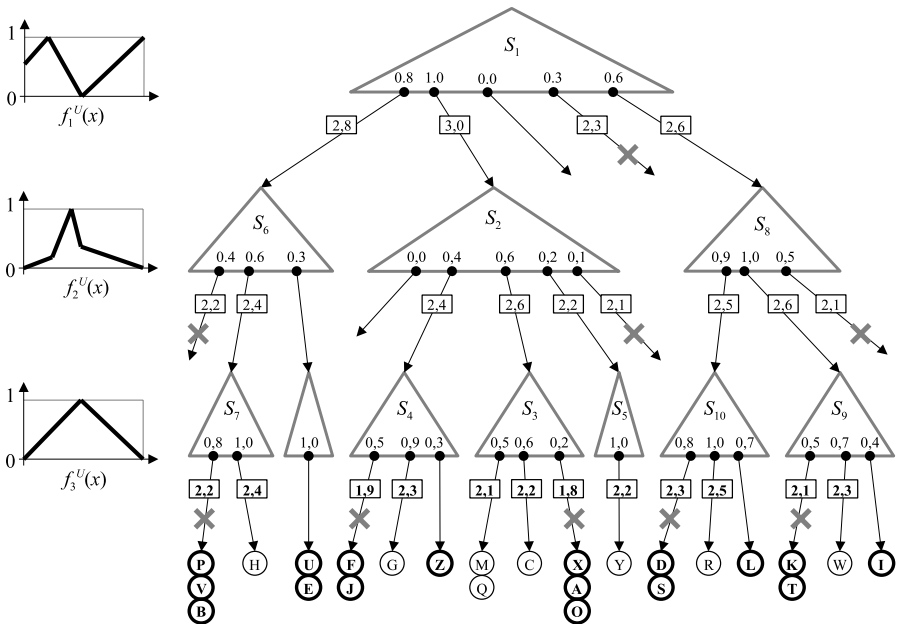 1
0
f₁ᵁ(x)
S₁
0.8 1.0 0.0 0.3 0.6
2,8 3,0 2,3 2,6
1
0
f₂ᵁ(x)
S₆ S₂ S₈
0.4 0.6 0.3 0,0 0,4 0,6 0,2 0,1 0,9 1,0 0,5
2,2 2,4 2,4 2,6 2,2 2,1 2,5 2,6 2,1
1
0
f₃ᵁ(x)
S₇ S₄ S₃ S₅ S₁₀ S₉
0,8 1,0 1,0 0,5 0,9 0,3 0,5 0,6 0,2 1,0 0,8 1,0 0,7 0,5 0,7 0,4
2,2 2,4 1,9 2,3 2,1 2,2 1,8 2,2 2,3 2,5 2,1 2,3
P H U F G Z M C X Y D R L K W I
V E J Q A S T
B O